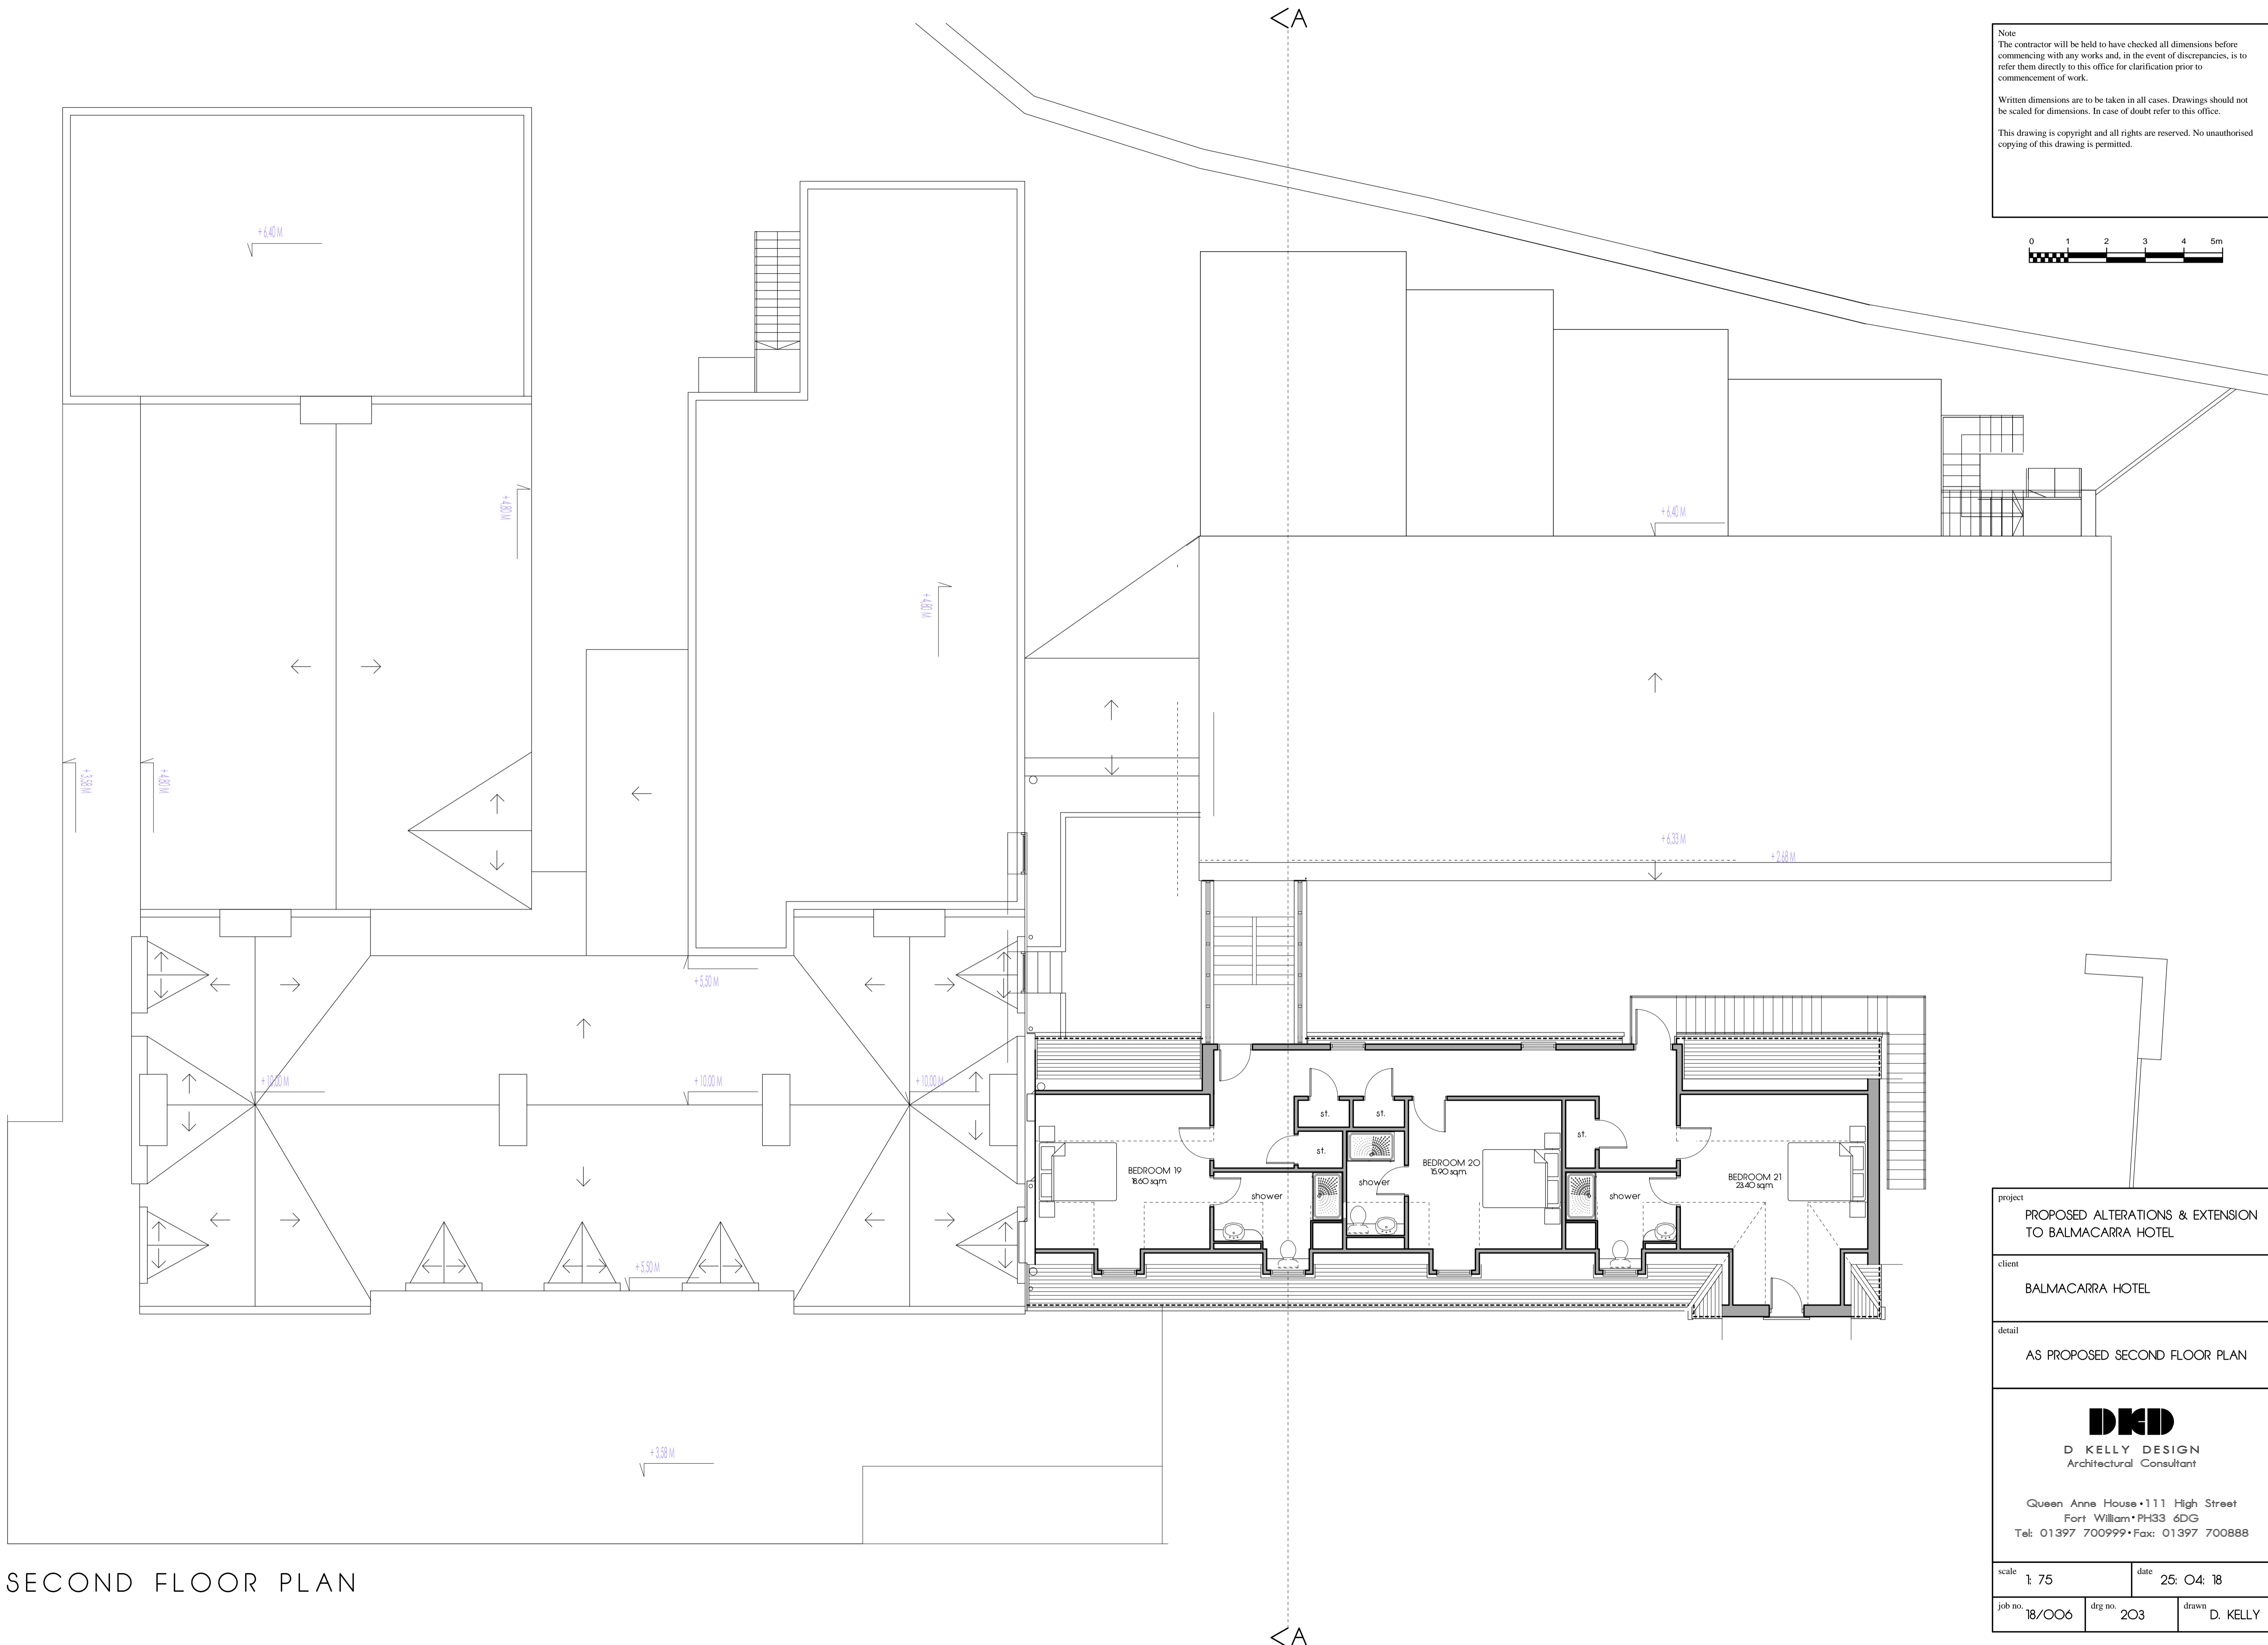 <A
Note
The contractor will be held to have checked all dimensions before
commencing with any works and, in the event of discrepancies, is to
refer them directly to this office for clarification prior to
commencement of work.
Written dimensions are to be taken in all cases. Drawings should not
be scaled for dimensions. In case of doubt refer to this office.
This drawing is copyright and all rights are reserved. No unauthorised
copying of this drawing is permitted.
0 1 2 3 4 5m
+ 6,40 M
+ 4,80 M
+ 6,40 M
+ 4,80 M
+ 3,58 M
+ 4,80 M
+ 6,33 M
+ 2,68 M
+ 5,50 M
+ 10,00 M
+ 10,00 M
+ 10,00 M
st.
st.
st.
st.
BEDROOM 19
18.60 sq.m.
BEDROOM 20
15.90 sq.m.
BEDROOM 21
23.40 sq.m.
shower
shower
shower
+ 5,50 M
+ 3,58 M
project
PROPOSED ALTERATIONS & EXTENSION
TO BALMACARRA HOTEL
client
BALMACARRA HOTEL
detail
AS PROPOSED SECOND FLOOR PLAN
DKD
D KELLY DESIGN
Architectural Consultant
Queen Anne House • 111 High Street
Fort William • PH33 6DG
Tel: 01397 700999 • Fax: 01397 700888
scale 1: 75
date 25: 04: 18
job no. 18/006
drg no. 203
drawn D. KELLY
SECOND FLOOR PLAN
<A